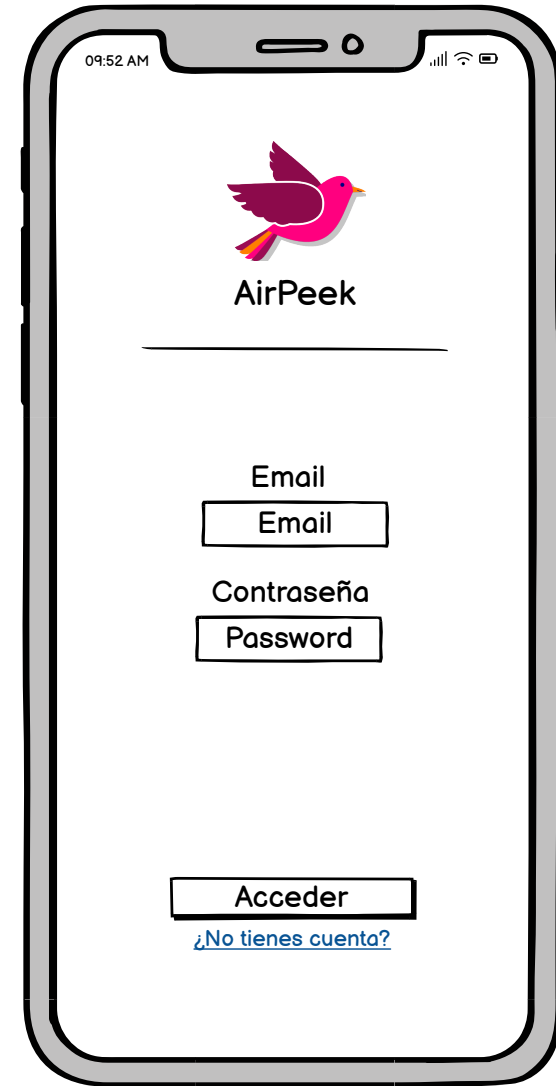 09:52 AM
AirPeek
Email
Email
Contraseña
Password
Acceder
¿No tienes cuenta?